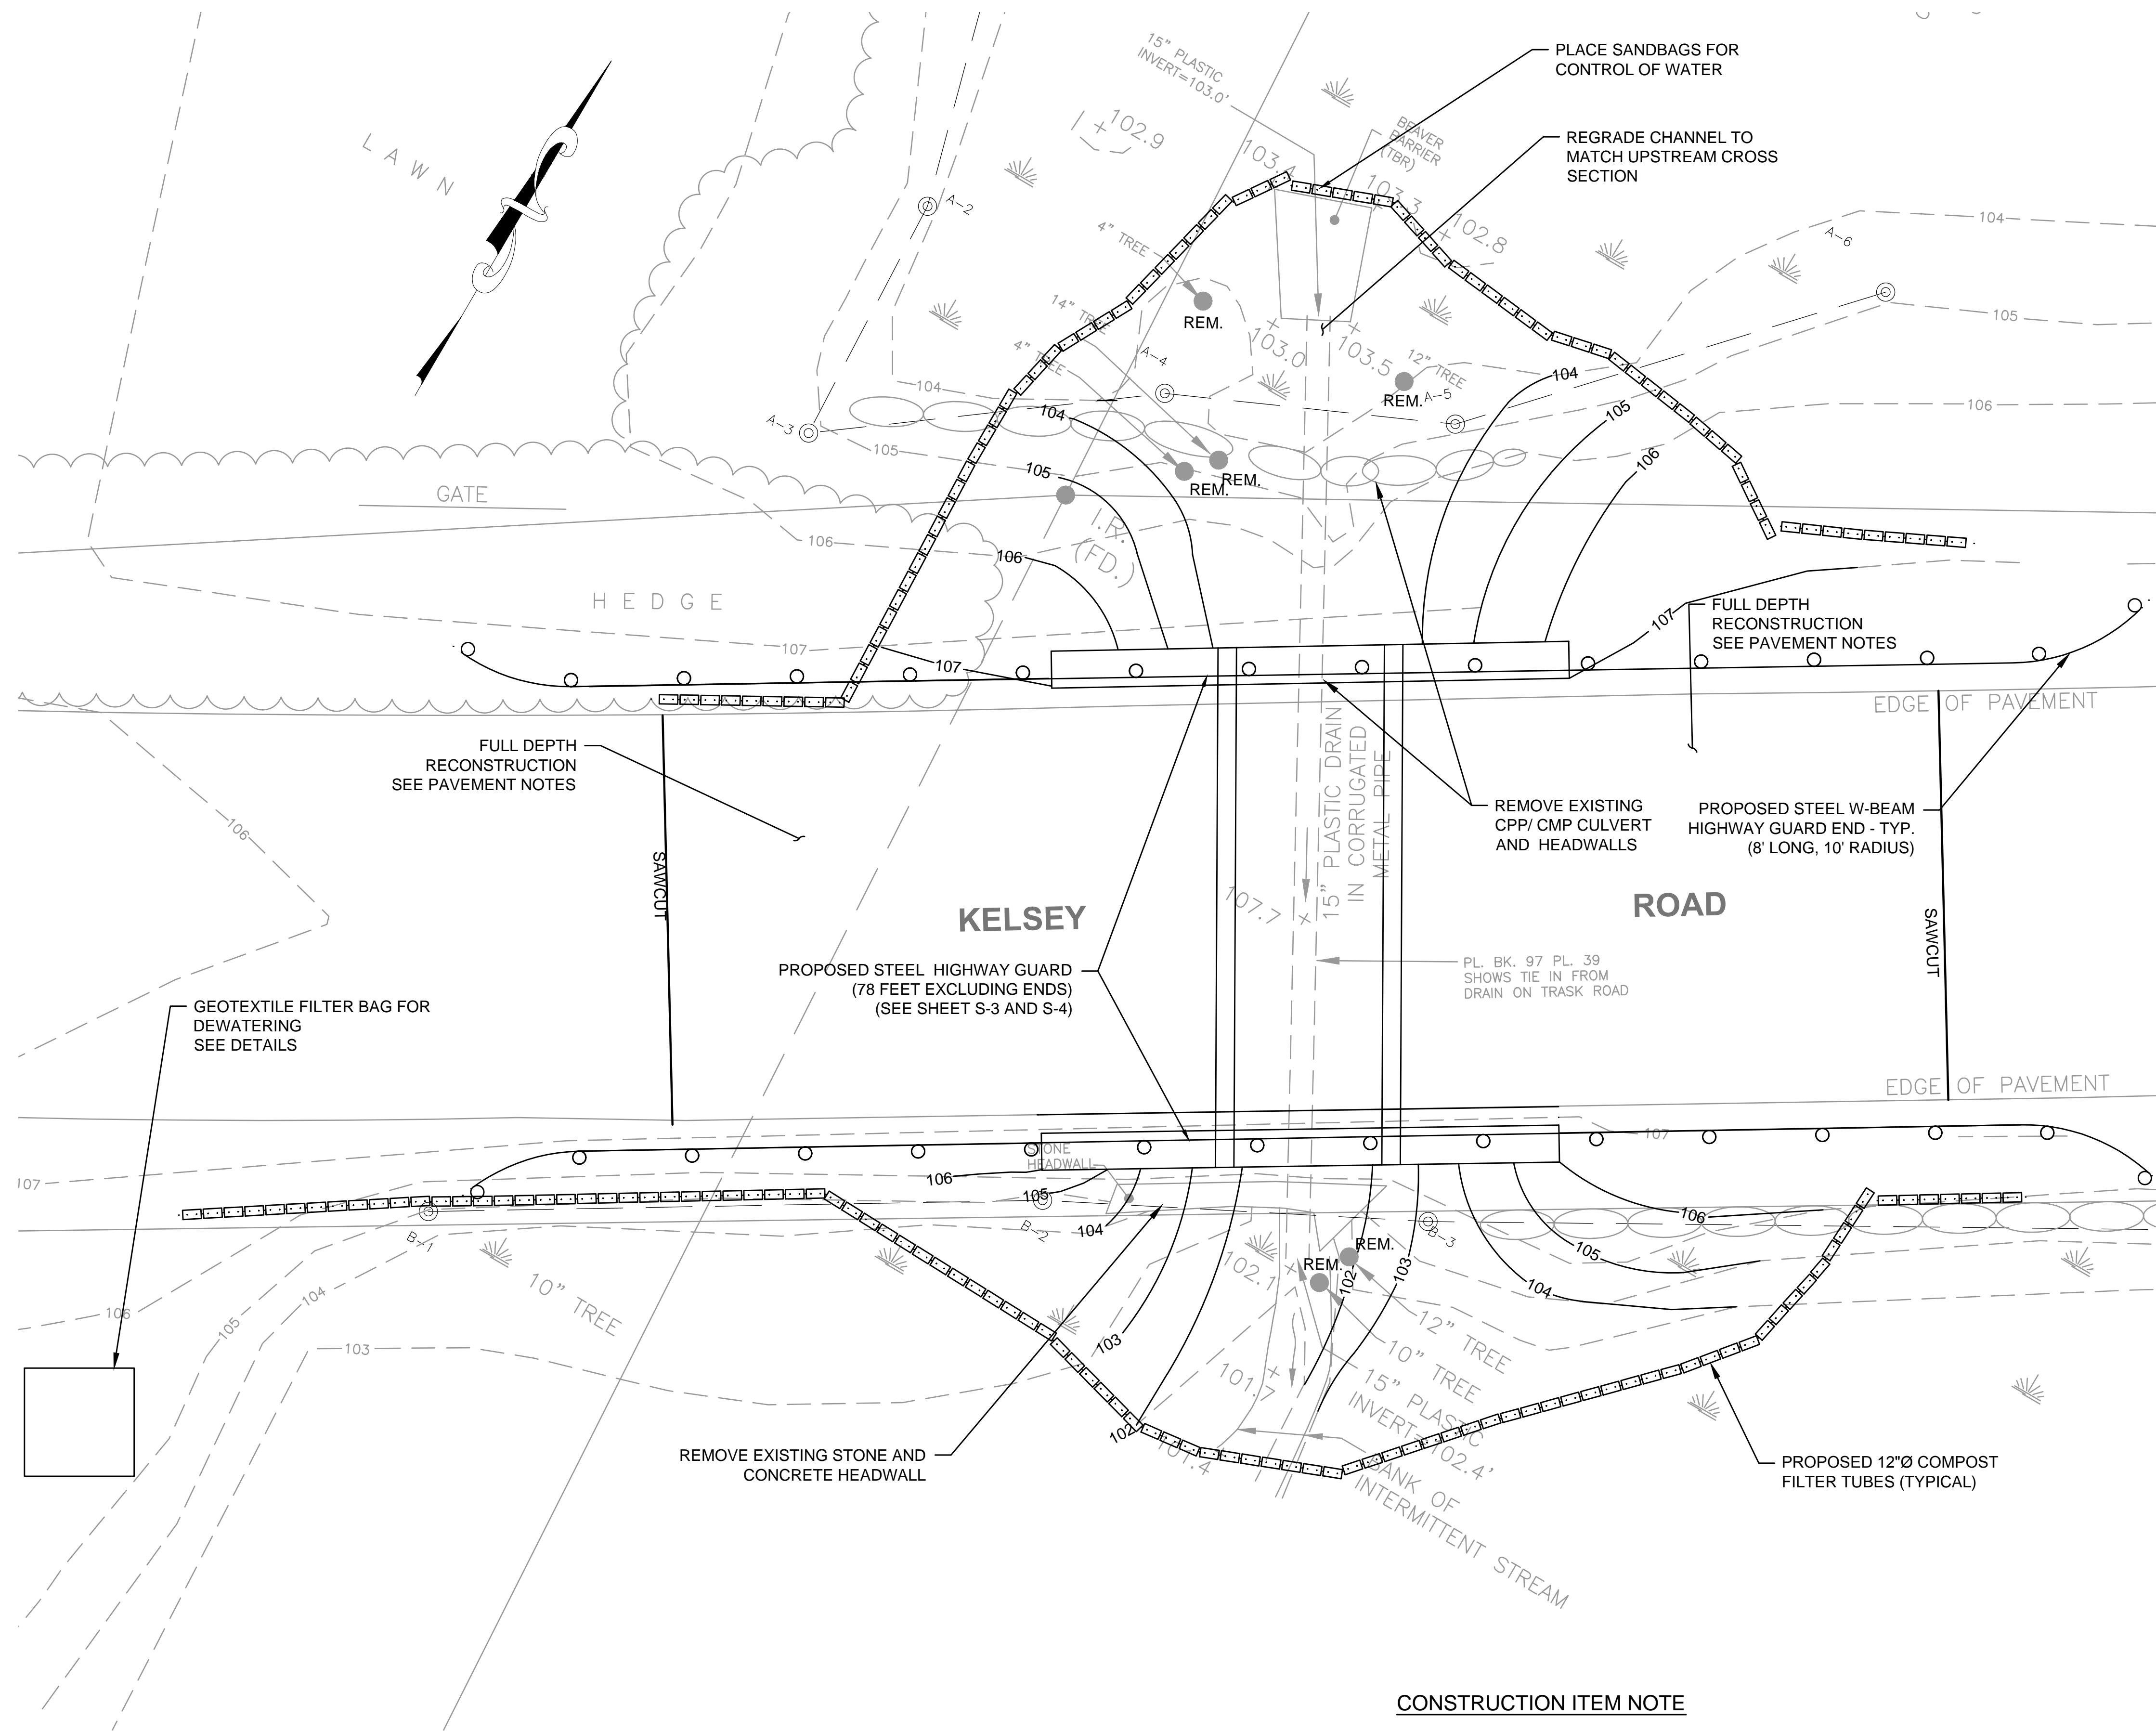 PLACE SANDBAGS FOR
CONTROL OF WATER
15" PLASTIC
INVERT=103.0'
102.9
BEAVER
BARRIER
(TBR)
REGRADE CHANNEL TO
MATCH UPSTREAM CROSS
SECTION
LAWN
103.4
103.3
102.8
A-2
104
A-6
4" TREE
REM.
14" TREE
4" TREE
A-4
103.0
103.5
12" TREE
REM.
A-5
105
104
104
104
105
106
A-3
105
105
106
REM.
REM.
GATE
I.R.
(FD.)
106
106
HEDGE
107
107
107
FULL DEPTH
RECONSTRUCTION
SEE PAVEMENT NOTES
EDGE OF PAVEMENT
FULL DEPTH
RECONSTRUCTION
SEE PAVEMENT NOTES
15" PLASTIC DRAIN
IN CORRUGATED
METAL PIPE
REMOVE EXISTING
CPP/ CMP CULVERT
AND HEADWALLS
PROPOSED STEEL W-BEAM
HIGHWAY GUARD END - TYP.
(8' LONG, 10' RADIUS)
106
SAWCUT
KELSEY
107.7
ROAD
SAWCUT
PROPOSED STEEL HIGHWAY GUARD
(78 FEET EXCLUDING ENDS)
(SEE SHEET S-3 AND S-4)
PL. BK. 97 PL. 39
SHOWS TIE IN FROM
DRAIN ON TRASK ROAD
GEOTEXTILE FILTER BAG FOR
DEWATERING
SEE DETAILS
EDGE OF PAVEMENT
107
107
STONE
HEADWALL
106
105
104
B-1
B-2
B-3
106
105
104
103
102
REM.
REM.
102.1
10" TREE
106
105
104
103
103
102
101.7
101.4
12" TREE
10" TREE
15" PLASTIC
INVERT=102.4'
BANK OF
INTERMITTENT STREAM
REMOVE EXISTING STONE AND
CONCRETE HEADWALL
PROPOSED 12"Ø COMPOST
FILTER TUBES (TYPICAL)
CONSTRUCTION ITEM NOTE